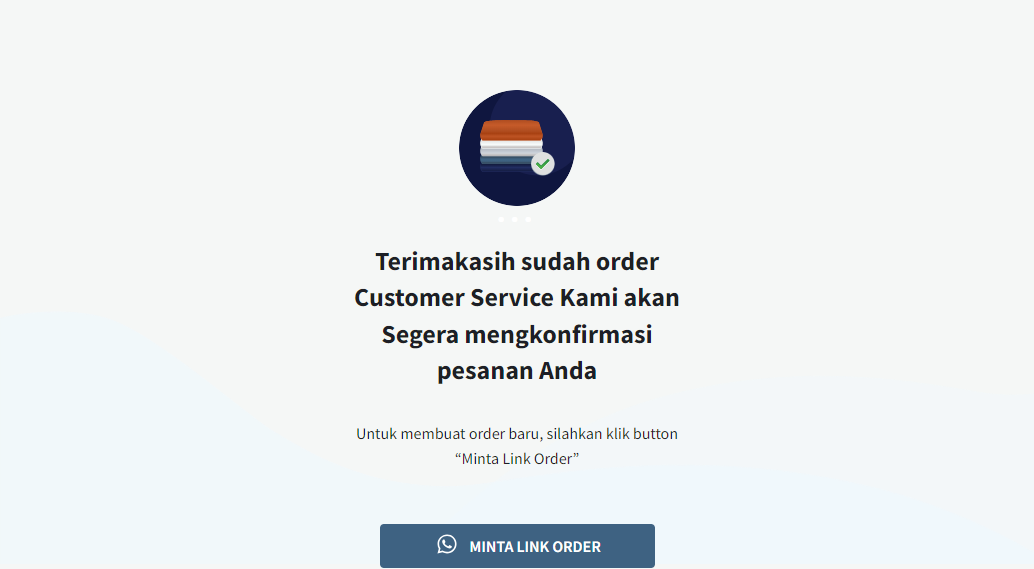 Terimakasih sudah order
Customer Service Kami akan
Segera mengkonfirmasi
pesanan Anda
Untuk membuat order baru, silahkan klik button
“Minta Link Order”
MINTA LINK ORDER